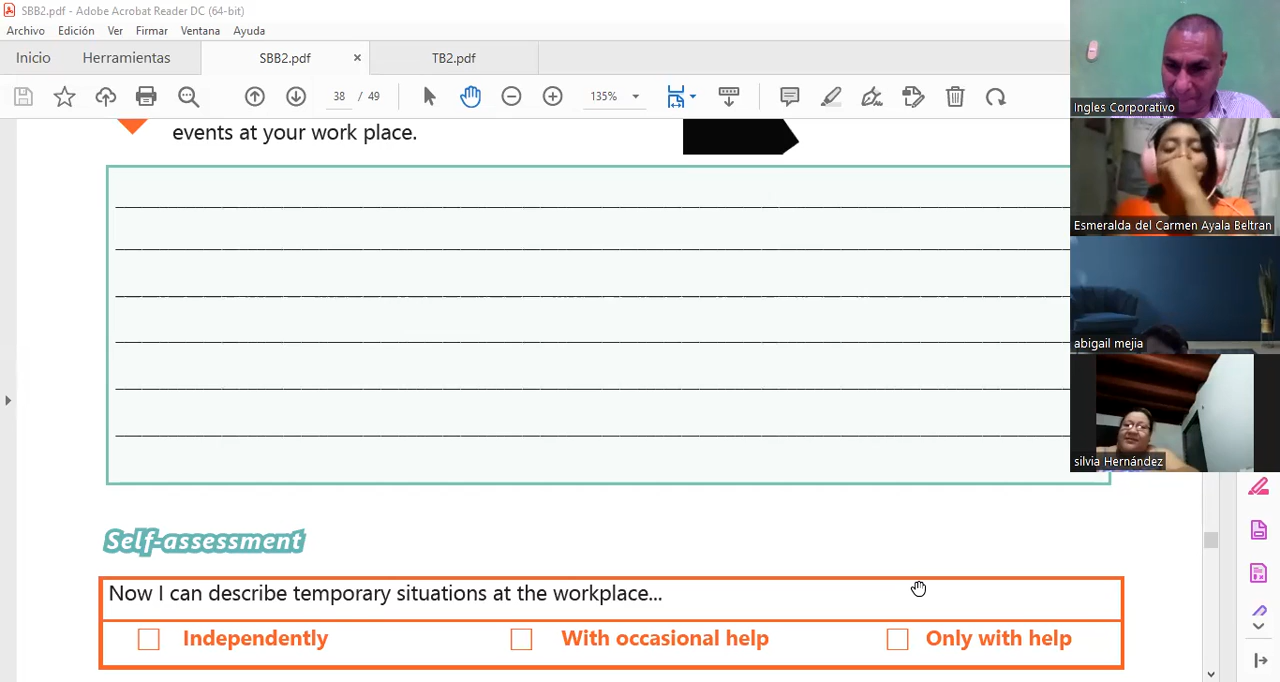 SBB2.pdf - Adobe Acrobat Reader DC (64-bit)
Archivo Edición Ver Firmar Ventana Ayuda
Inicio Herramientas SBB2.pdf × TB2.pdf
38 / 49 135%
Ingles Corporativo
events at your work place.
Esmeralda del Carmen Ayala Beltran
abigail mejia
silvia Hernández
Self-assessment
Now I can describe temporary situations at the workplace...
Independently With occasional help Only with help